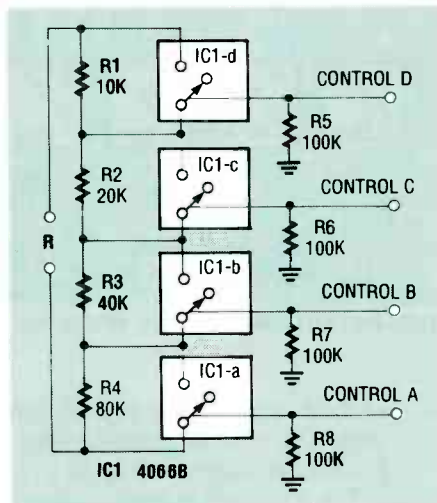 IC1-d
R1
10K
CONTROL D
R5
100K
IC1-c
R2
20K
CONTROL C
R6
100K
R
IC1-b
R3
40K
CONTROL B
R7
100K
IC1-a
R4
80K
CONTROL A
R8
100K
IC1 4066B